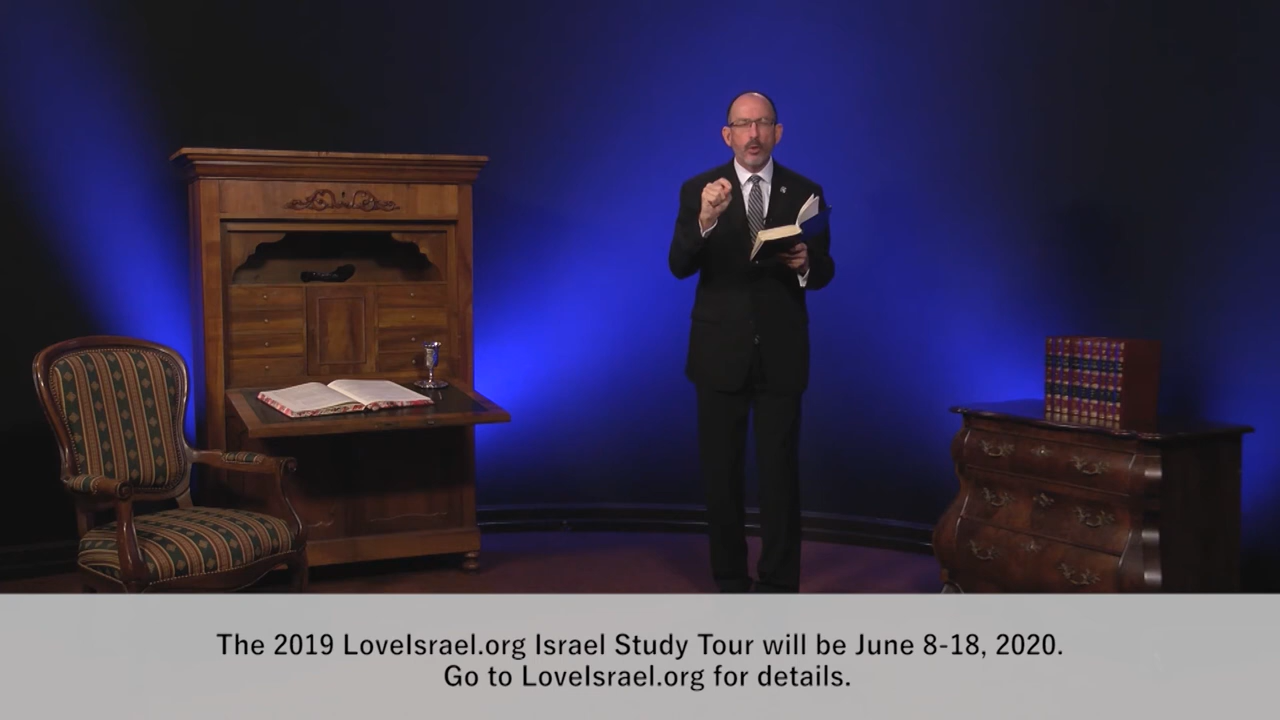 The 2019 LoveIsrael.org Israel Study Tour will be June 8-18, 2020.
Go to LoveIsrael.org for details.